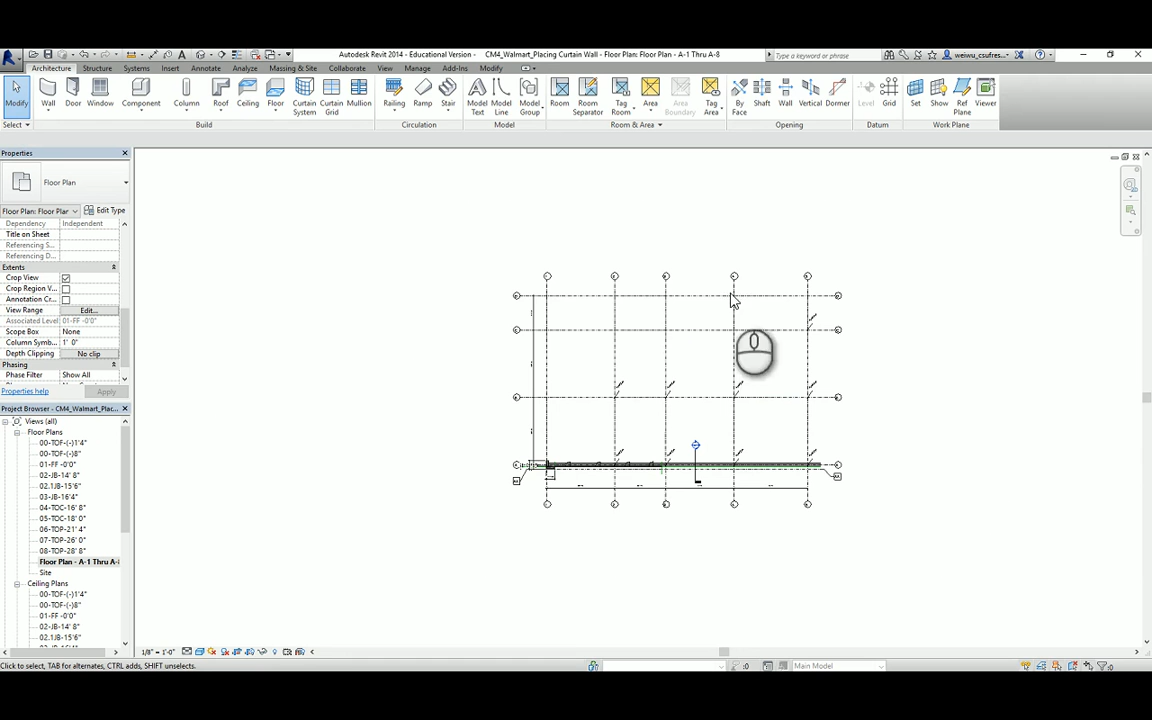 Autodesk Revit 2014 - Educational Version - CM4_Walmart_Placing Curtain Wall - Floor Plan: Floor Plan - A-1 Thru A-8
Type a keyword or phrase
weiwu_csufres...
Architecture Structure Systems Insert Annotate Analyze Massing & Site Collaborate View Manage Add-Ins Modify
Modify Wall Door Window Component Column Roof Ceiling Floor Curtain System Curtain Grid Mullion Railing Ramp Stair Model Text Model Line Model Group Room Room Separator Tag Room Area Area Boundary Tag Area By Face Shaft Wall Vertical Dormer Level Grid Set Show Ref Plane Viewer
Select Build Circulation Model Room & Area Opening Datum Work Plane
Properties
Floor Plan
Floor Plan: Floor Plan
Edit Type
Dependency Independent
Title on Sheet
Referencing S...
Referencing D...
Extents
Crop View
Crop Region V...
Annotation Cr...
View Range Edit...
Associated Level 01-FF -0'0"
Scope Box None
Column Symb... 1' 0"
Depth Clipping No clip
Phasing
Phase Filter Show All
Properties help
Apply
Project Browser - CM4_Walmart_Plac...
Views (all)
Floor Plans
00-TOF-(-)1'4"
00-TOF-(-)8"
01-FF -0'0"
02-JB-14' 8"
02.1JB-15'6"
03-JB-16'4"
04-TOC-16' 8"
05-TOC-18' 0"
06-TOP-21' 4"
07-TOP-26' 0"
08-TOP-28' 8"
Floor Plan - A-1 Thru A-
Site
Ceiling Plans
00-TOF-(-)1'4"
00-TOF-(-)8"
01-FF -0'0"
02-JB-14' 8"
02.1JB-15'6"
1/8" = 1'-0"
Click to select, TAB for alternates, CTRL adds, SHIFT unselects.
:0
Main Model
:0